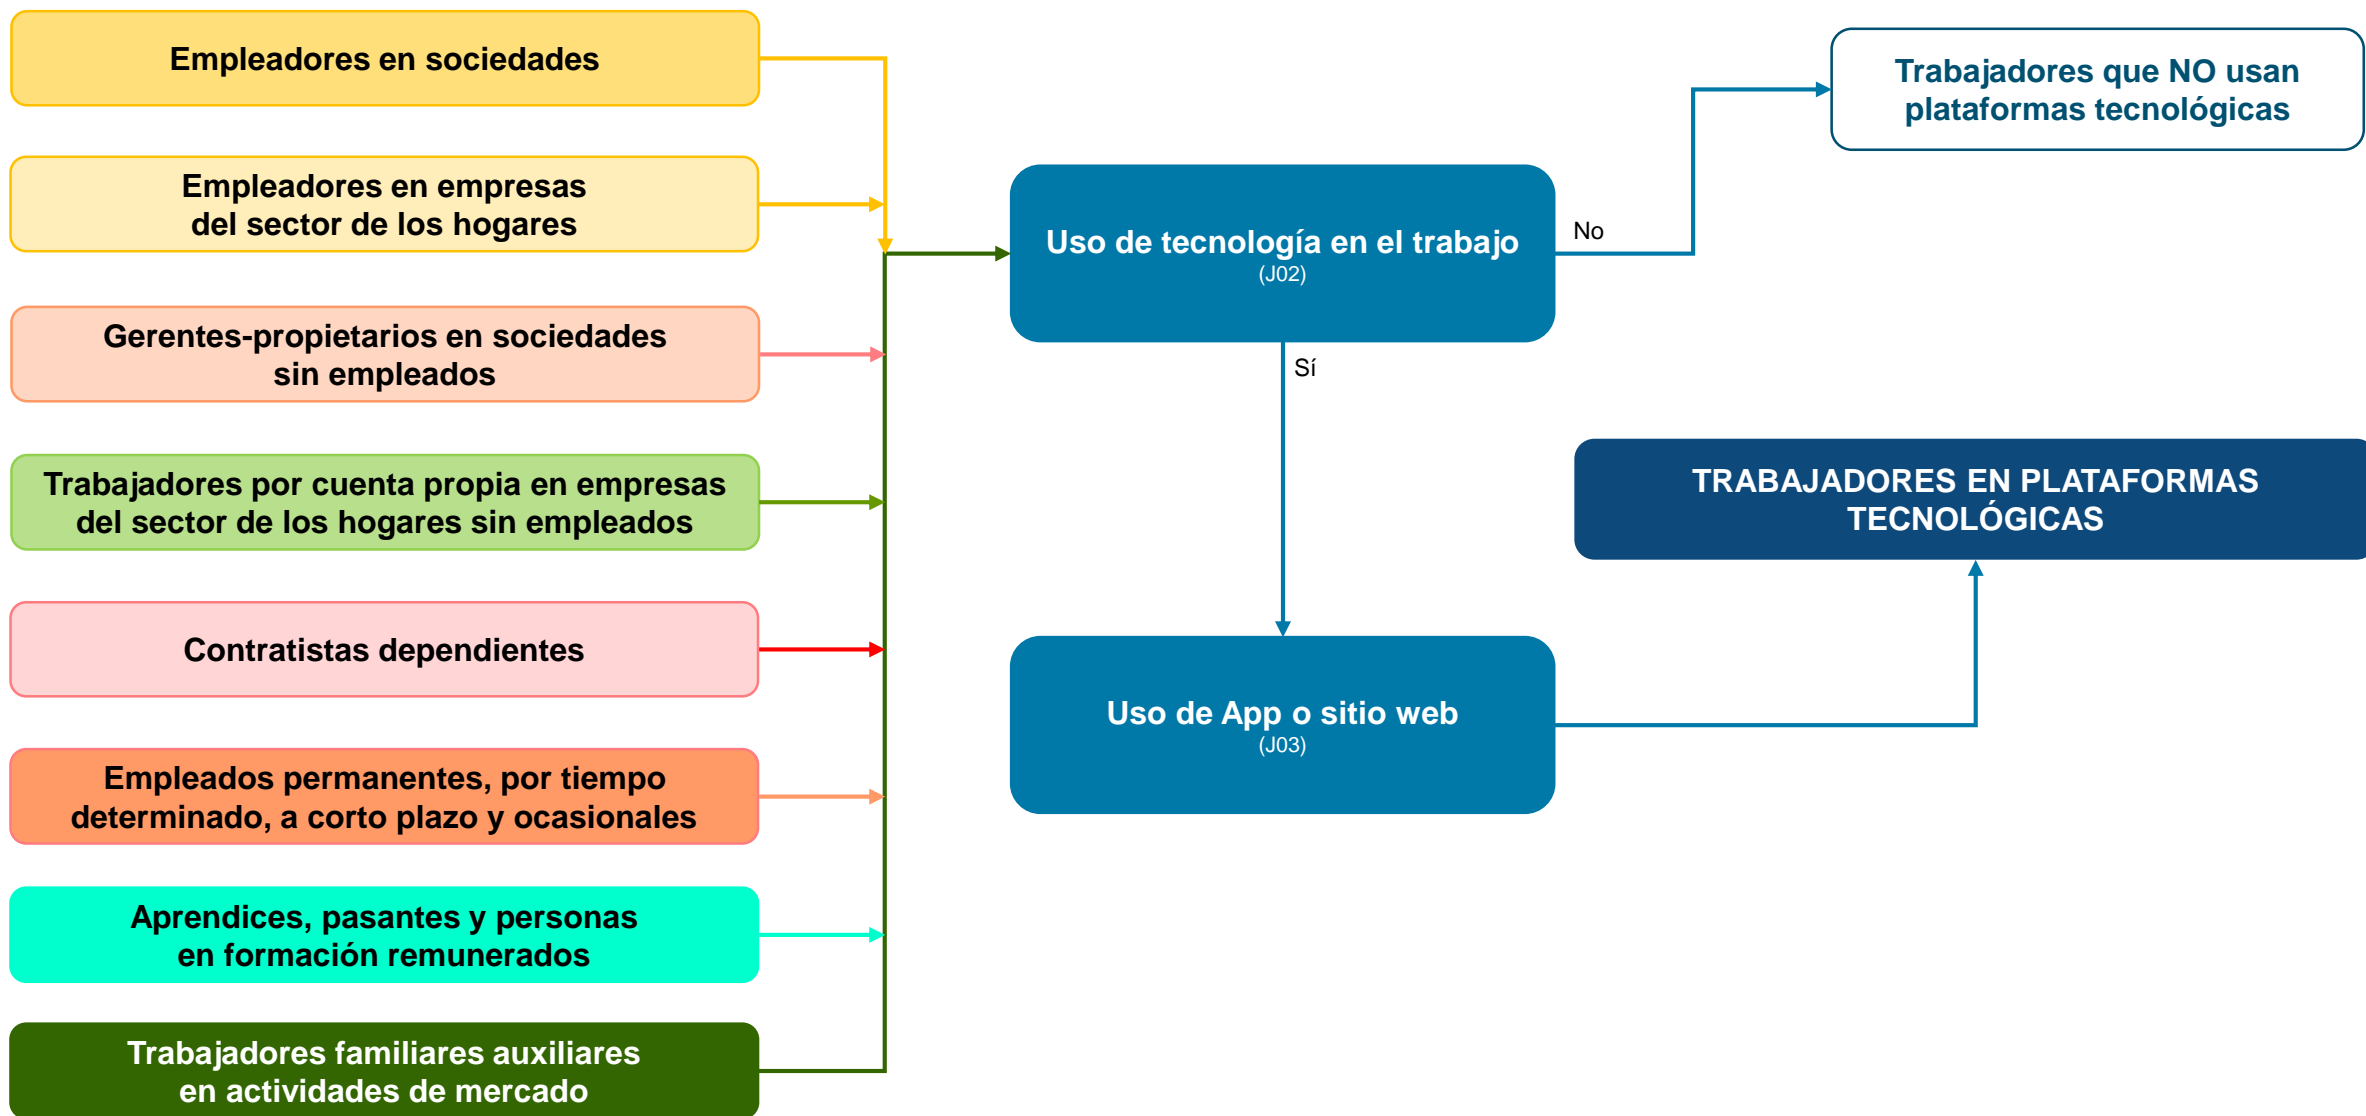 Empleadores en sociedades
Empleadores en empresas
del sector de los hogares
Gerentes-propietarios en sociedades
sin empleados
Trabajadores por cuenta propia en empresas
del sector de los hogares sin empleados
Contratistas dependientes
Empleados permanentes, por tiempo
determinado, a corto plazo y ocasionales
Aprendices, pasantes y personas
en formación remunerados
Trabajadores familiares auxiliares
en actividades de mercado
Uso de tecnología en el trabajo
(J02)
No
Sí
Uso de App o sitio web
(J03)
Trabajadores que NO usan
plataformas tecnológicas
TRABAJADORES EN PLATAFORMAS
TECNOLÓGICAS